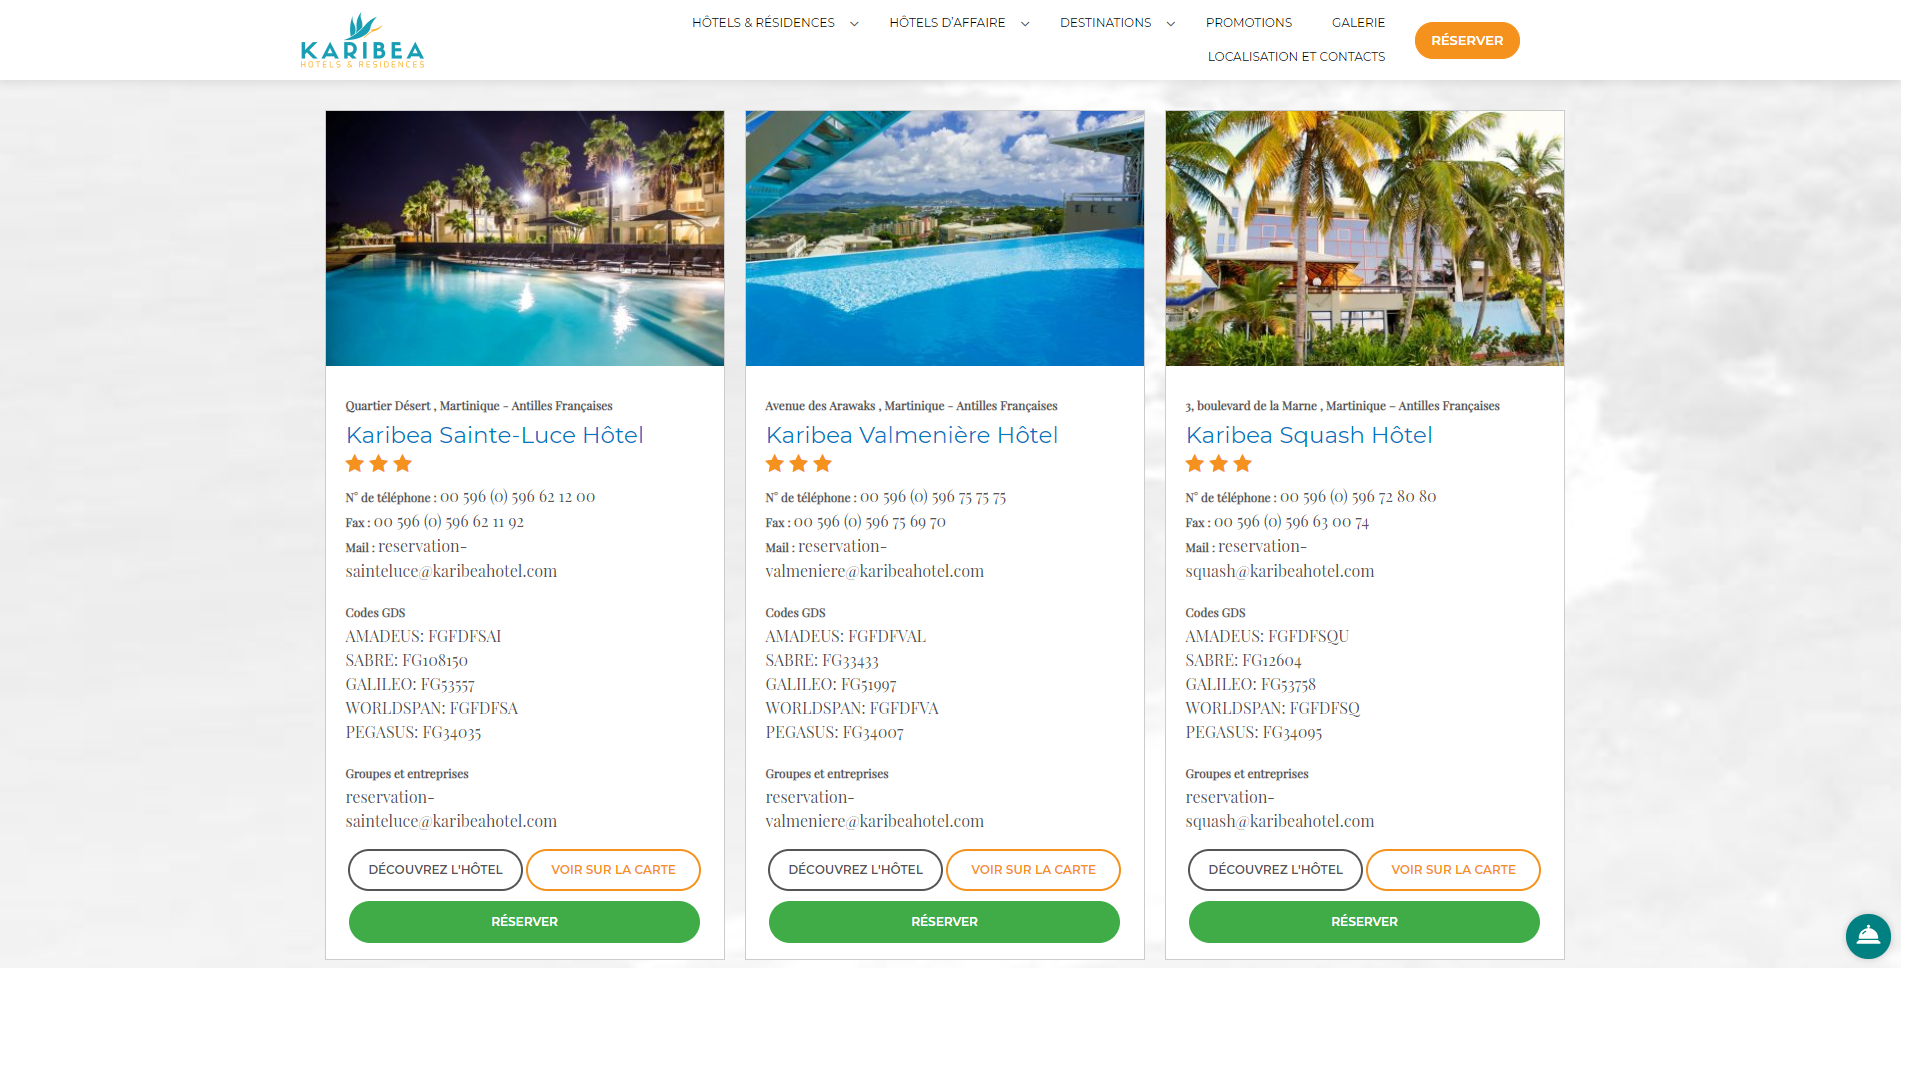 KARIBEA
HOTELS & RESIDENCES
HÔTELS & RÉSIDENCES
HÔTELS D'AFFAIRE
DESTINATIONS
PROMOTIONS
GALERIE
LOCALISATION ET CONTACTS
RÉSERVER
Quartier Désert , Martinique - Antilles Françaises
Karibea Sainte-Luce Hôtel
N° de téléphone : 00 596 (0) 596 62 12 00
Fax : 00 596 (0) 596 62 11 92
Mail : reservation-
sainteluce@karibeahotel.com
Codes GDS
AMADEUS: FGFDFSAI
SABRE: FG108150
GALILEO: FG53557
WORLDSPAN: FGFDFSA
PEGASUS: FG34035
Groupes et entreprises
reservation-
sainteluce@karibeahotel.com
DÉCOUVREZ L'HÔTEL
VOIR SUR LA CARTE
RÉSERVER
Avenue des Arawaks , Martinique - Antilles Françaises
Karibea Valmenière Hôtel
N° de téléphone : 00 596 (0) 596 75 75 75
Fax : 00 596 (0) 596 75 69 70
Mail : reservation-
valmeniere@karibeahotel.com
Codes GDS
AMADEUS: FGFDFVAL
SABRE: FG33433
GALILEO: FG51997
WORLDSPAN: FGFDFVA
PEGASUS: FG34007
Groupes et entreprises
reservation-
valmeniere@karibeahotel.com
DÉCOUVREZ L'HÔTEL
VOIR SUR LA CARTE
RÉSERVER
3, boulevard de la Marne , Martinique – Antilles Françaises
Karibea Squash Hôtel
N° de téléphone : 00 596 (0) 596 72 80 80
Fax : 00 596 (0) 596 63 00 74
Mail : reservation-
squash@karibeahotel.com
Codes GDS
AMADEUS: FGFDFSQU
SABRE: FG12604
GALILEO: FG53758
WORLDSPAN: FGFDFSQ
PEGASUS: FG34095
Groupes et entreprises
reservation-
squash@karibeahotel.com
DÉCOUVREZ L'HÔTEL
VOIR SUR LA CARTE
RÉSERVER